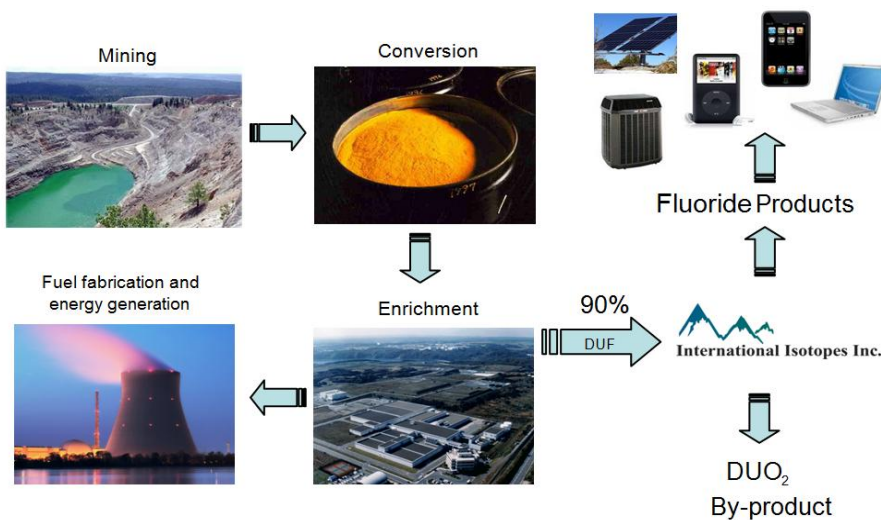 Mining
Conversion
Fluoride Products
Fuel fabrication and
energy generation
Enrichment
90%
DUF
International Isotopes Inc.
DUO₂
By-product